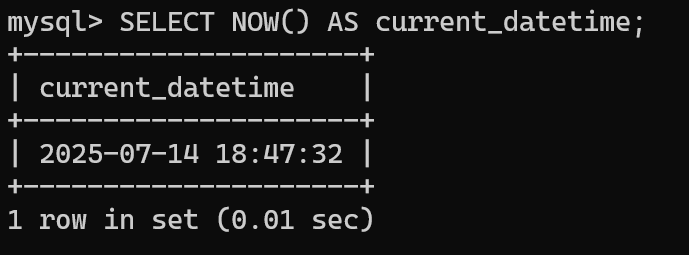 mysql> SELECT NOW() AS current_datetime;
+---------------------+
| current_datetime    |
+---------------------+
| 2025-07-14 18:47:32 |
+---------------------+
1 row in set (0.01 sec)